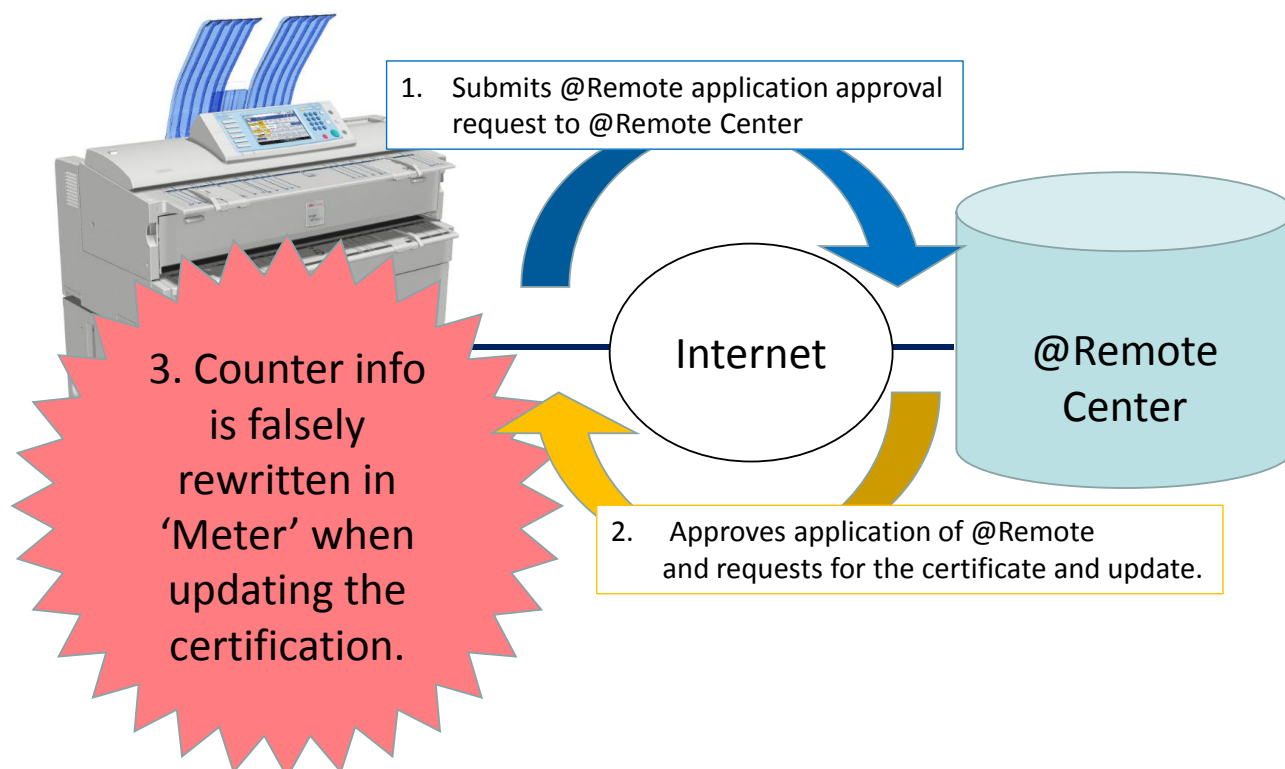 1. Submits @Remote application approval
request to @Remote Center
Internet
@Remote
Center
2. Approves application of @Remote
and requests for the certificate and update.
3. Counter info
is falsely
rewritten in
‘Meter’ when
updating the
certification.